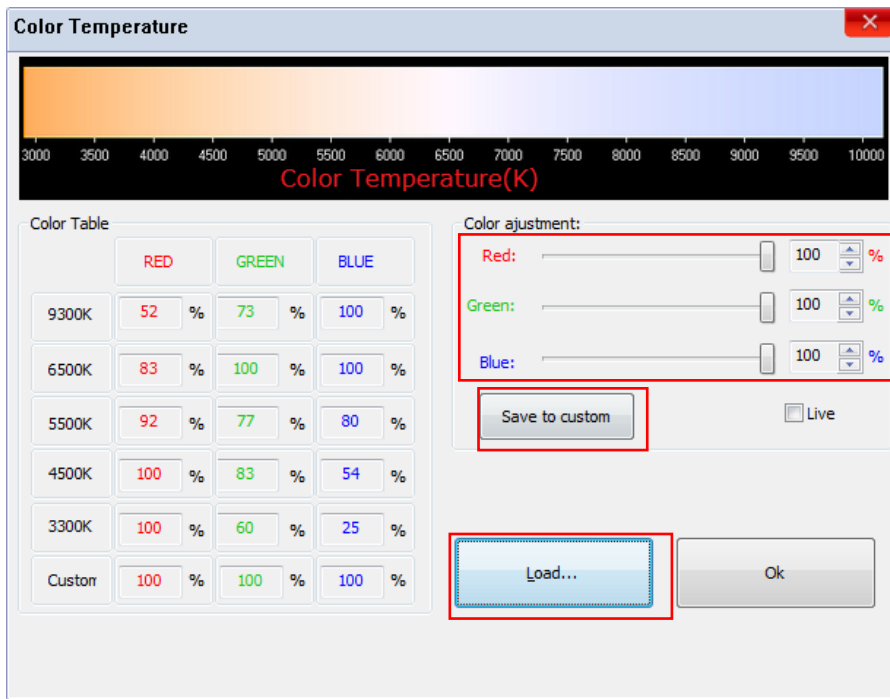 Color Temperature
3000 3500 4000 4500 5000 5500 6000 6500 7000 7500 8000 8500 9000 9500 10000
Color Temperature(K)
Color Table
RED GREEN BLUE
9300K 52 % 73 % 100 %
6500K 83 % 100 % 100 %
5500K 92 % 77 % 80 %
4500K 100 % 83 % 54 %
3300K 100 % 60 % 25 %
Custom 100 % 100 % 100 %
Color ajustment:
Red: 100 %
Green: 100 %
Blue: 100 %
Save to custom
Live
Load...
Ok